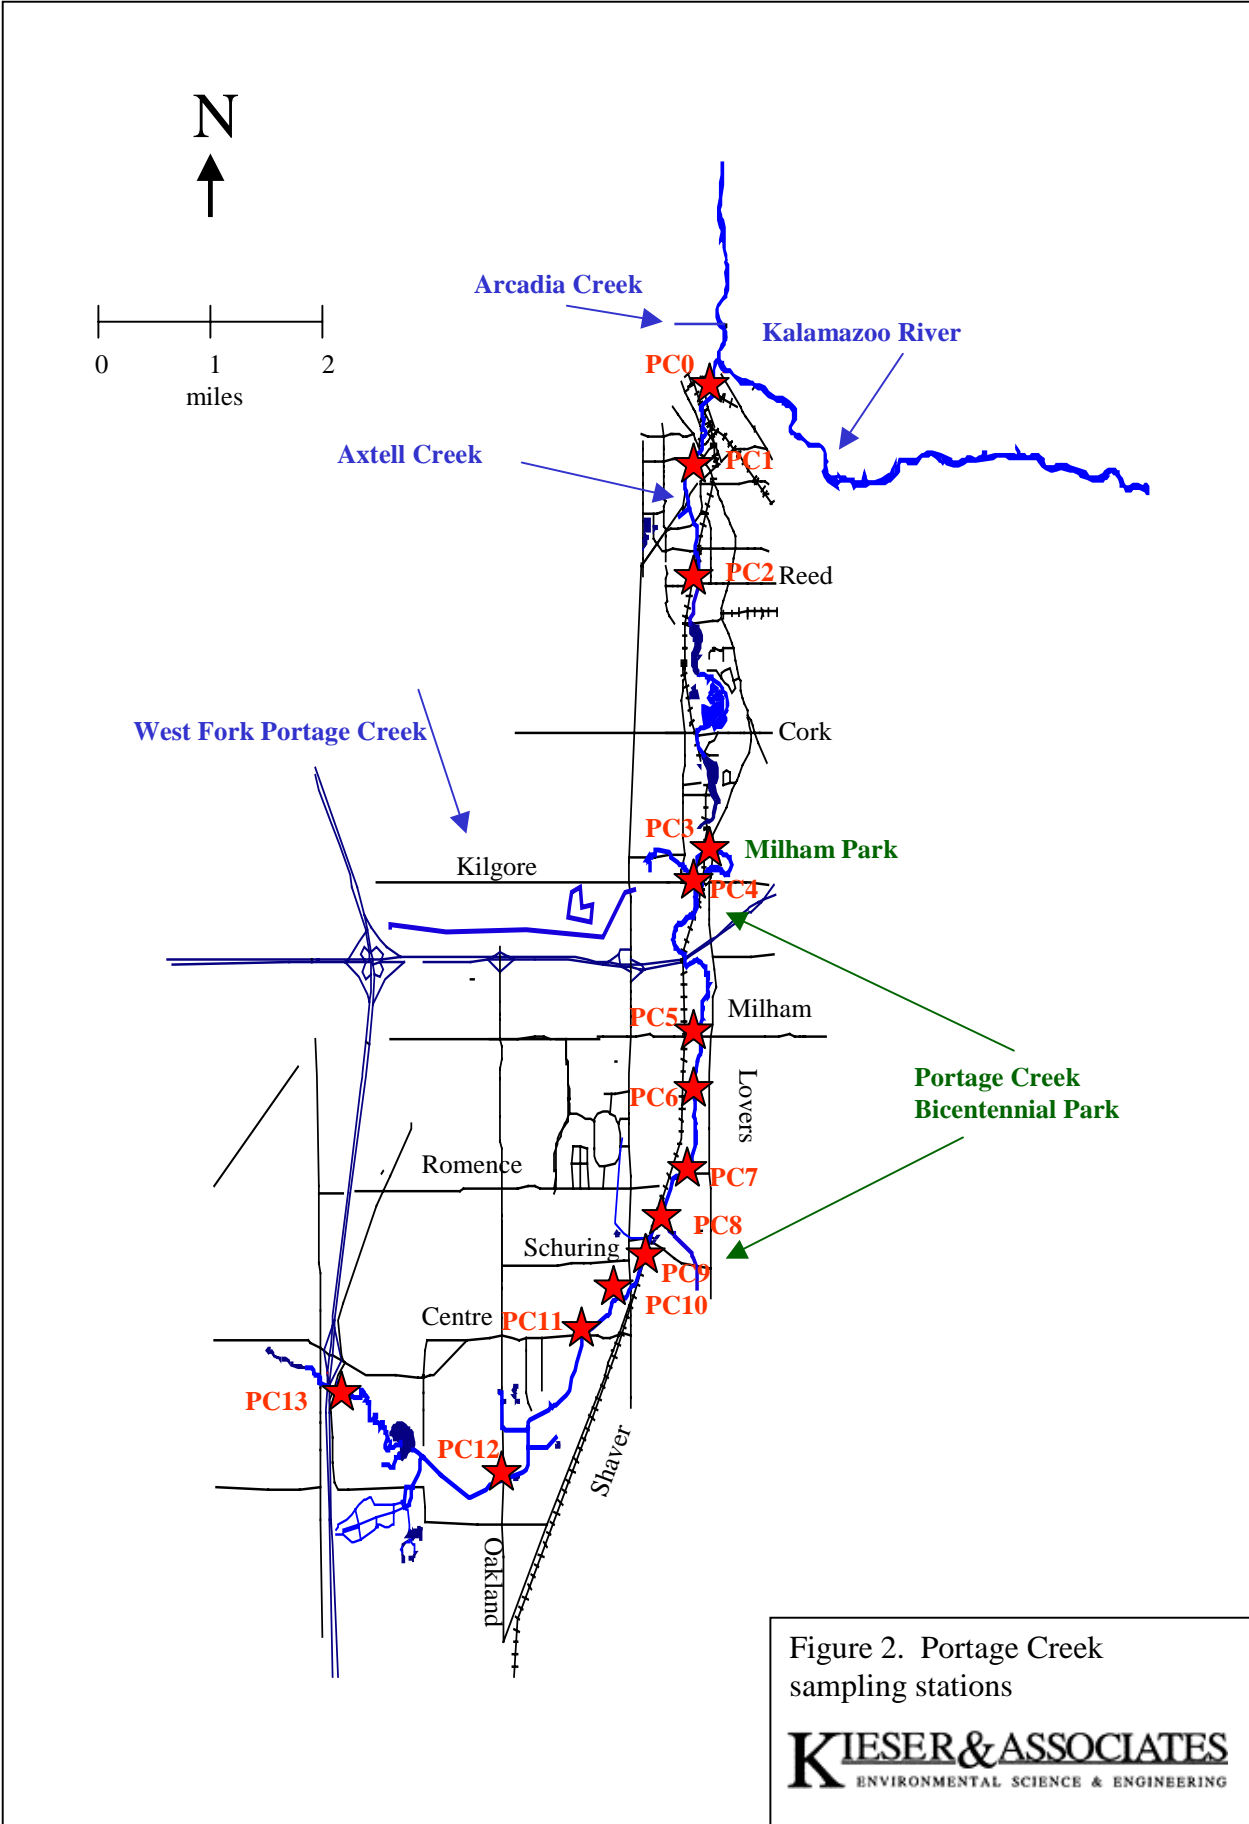 N
Arcadia Creek
Kalamazoo River
0 1 2
miles
PC0
Axtell Creek
PC1
PC2 Reed
West Fork Portage Creek
Cork
PC3
Milham Park
Kilgore
PC4
Milham
PC5
Lovers
Portage Creek
Bicentennial Park
PC6
Romence
PC7
PC8
Schuring
PC9
PC10
Centre
PC11
PC13
PC12
Shaver
Oakland
Figure 2. Portage Creek
sampling stations
KIESER & ASSOCIATES
ENVIRONMENTAL SCIENCE & ENGINEERING